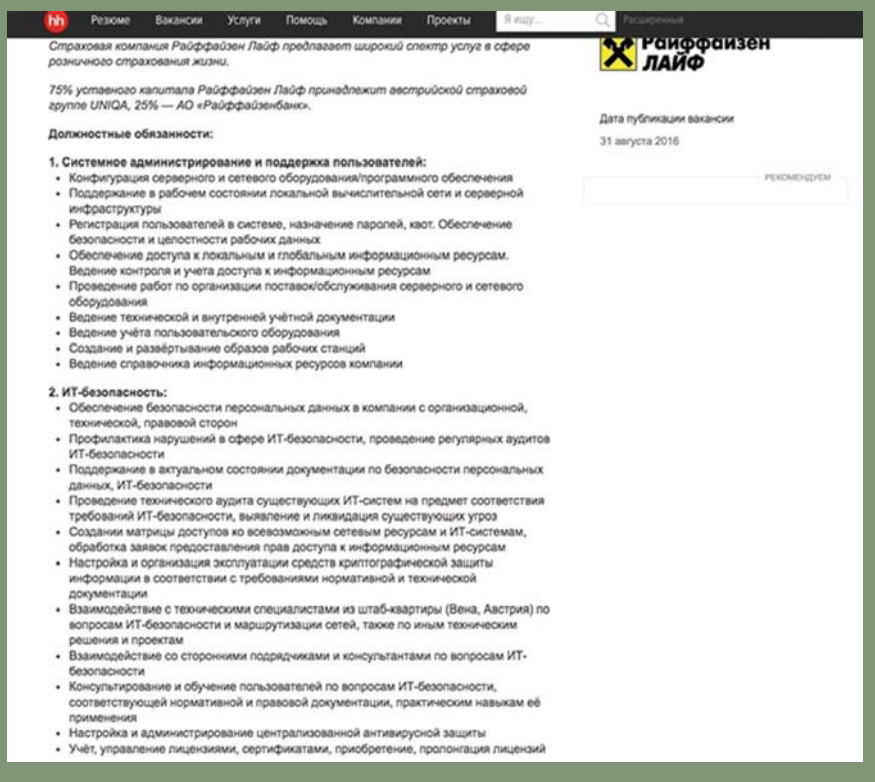 hh Резюме Вакансии Услуги Помощь Компании Проекты Я ищу... Расширенный
Страховая компания Райффайзен Лайф предлагает широкий спектр услуг в сфере
розничного страхования жизни.
75% уставного капитала Райффайзен Лайф принадлежит австрийской страховой
группе UNIQA, 25% — АО «Райффайзенбанк».
Должностные обязанности:
1. Системное администрирование и поддержка пользователей:
• Конфигурация серверного и сетевого оборудования/программного обеспечения
• Поддержание в рабочем состоянии локальной вычислительной сети и серверной
инфраструктуры
• Регистрация пользователей в системе, назначение паролей, квот. Обеспечение
безопасности и целостности рабочих данных
• Обеспечение доступа к локальным и глобальным информационным ресурсам.
Ведение контроля и учета доступа к информационным ресурсам
• Проведение работ по организации поставок/обслуживания серверного и сетевого
оборудования
• Ведение технической и внутренней учётной документации
• Ведение учёта пользовательского оборудования
• Создание и развёртывание образов рабочих станций
• Ведение справочника информационных ресурсов компании
2. ИТ-безопасность:
• Обеспечение безопасности персональных данных в компании с организационной,
технической, правовой сторон
• Профилактика нарушений в сфере ИТ-безопасности, проведение регулярных аудитов
ИТ-безопасности
• Поддержание в актуальном состоянии документации по безопасности персональных
данных, ИТ-безопасности
• Проведение технического аудита существующих ИТ-систем на предмет соответствия
требований ИТ-безопасности, выявление и ликвидация существующих угроз
• Создании матрицы доступов ко всевозможным сетевым ресурсам и ИТ-системам,
обработка заявок предоставления прав доступа к информационным ресурсам
• Настройка и организация эксплуатации средств криптографической защиты
информации в соответствии с требованиями нормативной и технической
документации
• Взаимодействие с техническими специалистами из штаб-квартиры (Вена, Австрия) по
вопросам ИТ-безопасности и маршрутизации сетей, также по иным техническим
решения и проектам
• Взаимодействие со сторонними подрядчиками и консультантами по вопросам ИТ-
безопасности
• Консультирование и обучение пользователей по вопросам ИТ-безопасности,
соответствующей нормативной и правовой документации, практическим навыкам её
применения
• Настройка и администрирование централизованной антивирусной защиты
• Учёт, управление лицензиями, сертификатами, приобретение, пролонгация лицензий
Райффайзен
ЛАЙФ
Дата публикации вакансии
31 августа 2016
РЕКОМЕНДУЕМ